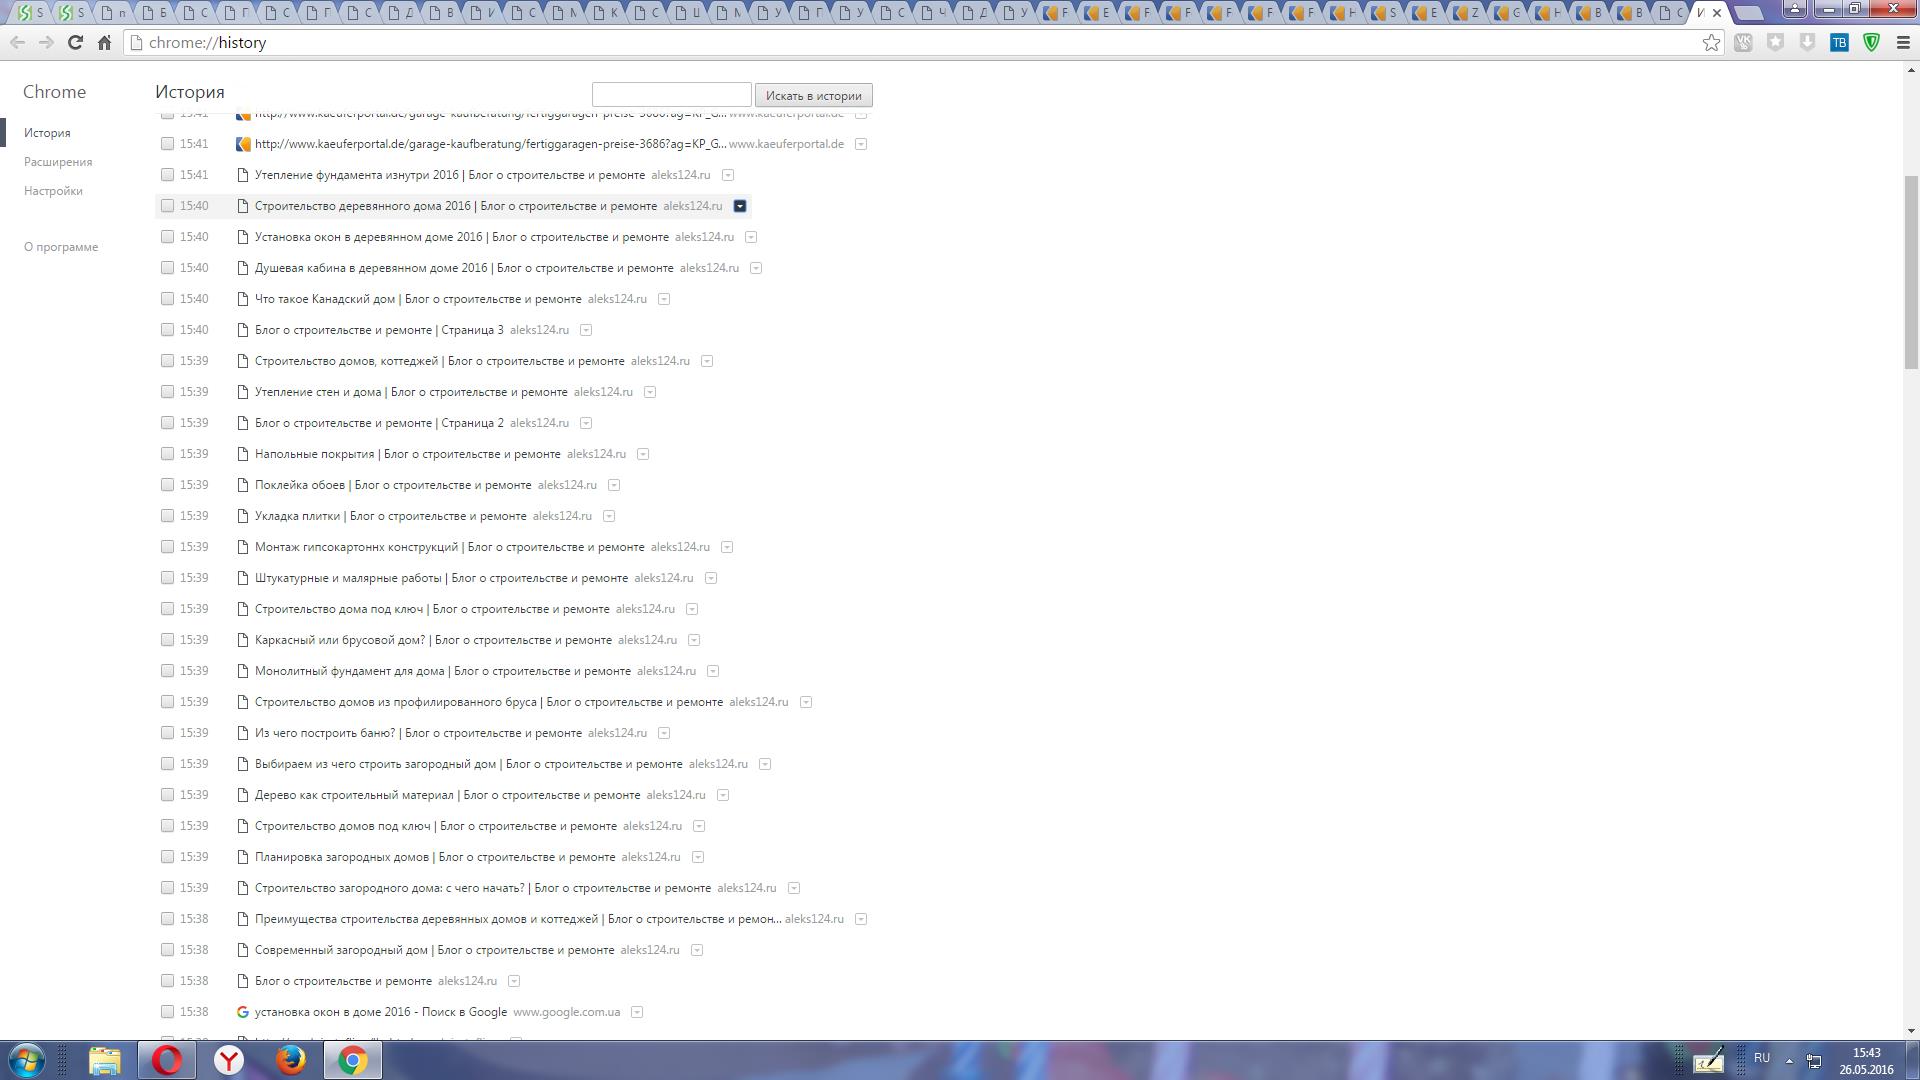 S S n Б С Г С Г С Д В И С М К С Ц М У Г У С Ч Д У F E F F F F F H S E Z G H B B С И
chrome://history
Chrome
История Искать в истории
15:41 http://www.kaeuferportal.de/garage-kaufberatung/fertiggaragen-preise-3686?ag=KP_G... www.kaeuferportal.de
История
15:41 http://www.kaeuferportal.de/garage-kaufberatung/fertiggaragen-preise-3686?ag=KP_G... www.kaeuferportal.de
Расширения
15:41 Утепление фундамента изнутри 2016 | Блог о строительстве и ремонте aleks124.ru
Настройки
15:40 Строительство деревянного дома 2016 | Блог о строительстве и ремонте aleks124.ru
15:40 Установка окон в деревянном доме 2016 | Блог о строительстве и ремонте aleks124.ru
О программе
15:40 Душевая кабина в деревянном доме 2016 | Блог о строительстве и ремонте aleks124.ru
15:40 Что такое Канадский дом | Блог о строительстве и ремонте aleks124.ru
15:40 Блог о строительстве и ремонте | Страница 3 aleks124.ru
15:39 Строительство домов, коттеджей | Блог о строительстве и ремонте aleks124.ru
15:39 Утепление стен и дома | Блог о строительстве и ремонте aleks124.ru
15:39 Блог о строительстве и ремонте | Страница 2 aleks124.ru
15:39 Напольные покрытия | Блог о строительстве и ремонте aleks124.ru
15:39 Поклейка обоев | Блог о строительстве и ремонте aleks124.ru
15:39 Укладка плитки | Блог о строительстве и ремонте aleks124.ru
15:39 Монтаж гипсокартоннх конструкций | Блог о строительстве и ремонте aleks124.ru
15:39 Штукатурные и малярные работы | Блог о строительстве и ремонте aleks124.ru
15:39 Строительство дома под ключ | Блог о строительстве и ремонте aleks124.ru
15:39 Каркасный или брусовой дом? | Блог о строительстве и ремонте aleks124.ru
15:39 Монолитный фундамент для дома | Блог о строительстве и ремонте aleks124.ru
15:39 Строительство домов из профилированного бруса | Блог о строительстве и ремонте aleks124.ru
15:39 Из чего построить баню? | Блог о строительстве и ремонте aleks124.ru
15:39 Выбираем из чего строить загородный дом | Блог о строительстве и ремонте aleks124.ru
15:39 Дерево как строительный материал | Блог о строительстве и ремонте aleks124.ru
15:39 Строительство домов под ключ | Блог о строительстве и ремонте aleks124.ru
15:39 Планировка загородных домов | Блог о строительстве и ремонте aleks124.ru
15:39 Строительство загородного дома: с чего начать? | Блог о строительстве и ремонте aleks124.ru
15:38 Преимущества строительства деревянных домов и коттеджей | Блог о строительстве и ремон... aleks124.ru
15:38 Современный загородный дом | Блог о строительстве и ремонте aleks124.ru
15:38 Блог о строительстве и ремонте aleks124.ru
15:38 установка окон в доме 2016 - Поиск в Google www.google.com.ua
RU 15:43
26.05.2016